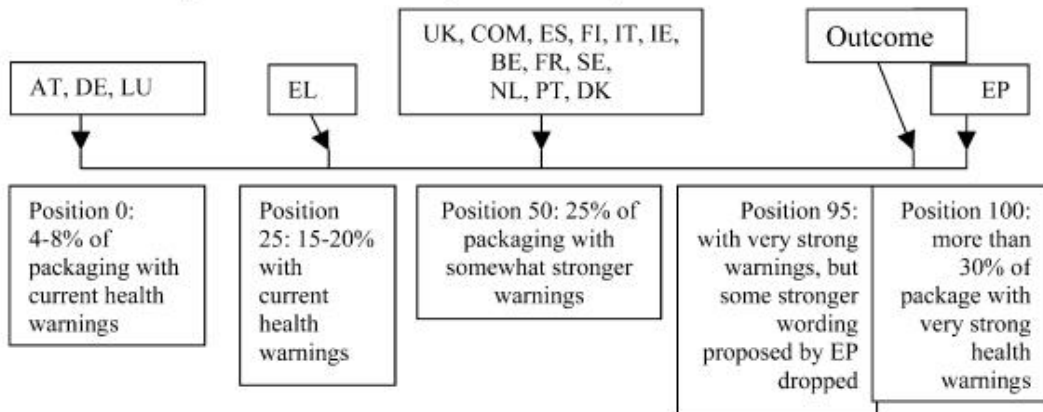 AT, DE, LU
EL
UK, COM, ES, FI, IT, IE,
BE, FR, SE,
NL, PT, DK
Outcome
EP
Position 0:
4-8% of
packaging with
current health
warnings
Position
25: 15-20%
with
current
health
warnings
Position 50: 25% of
packaging with
somewhat stronger
warnings
Position 95:
with very strong
warnings, but
some stronger
wording
proposed by EP
dropped
Position 100:
more than
30% of
package with
very strong
health
warnings